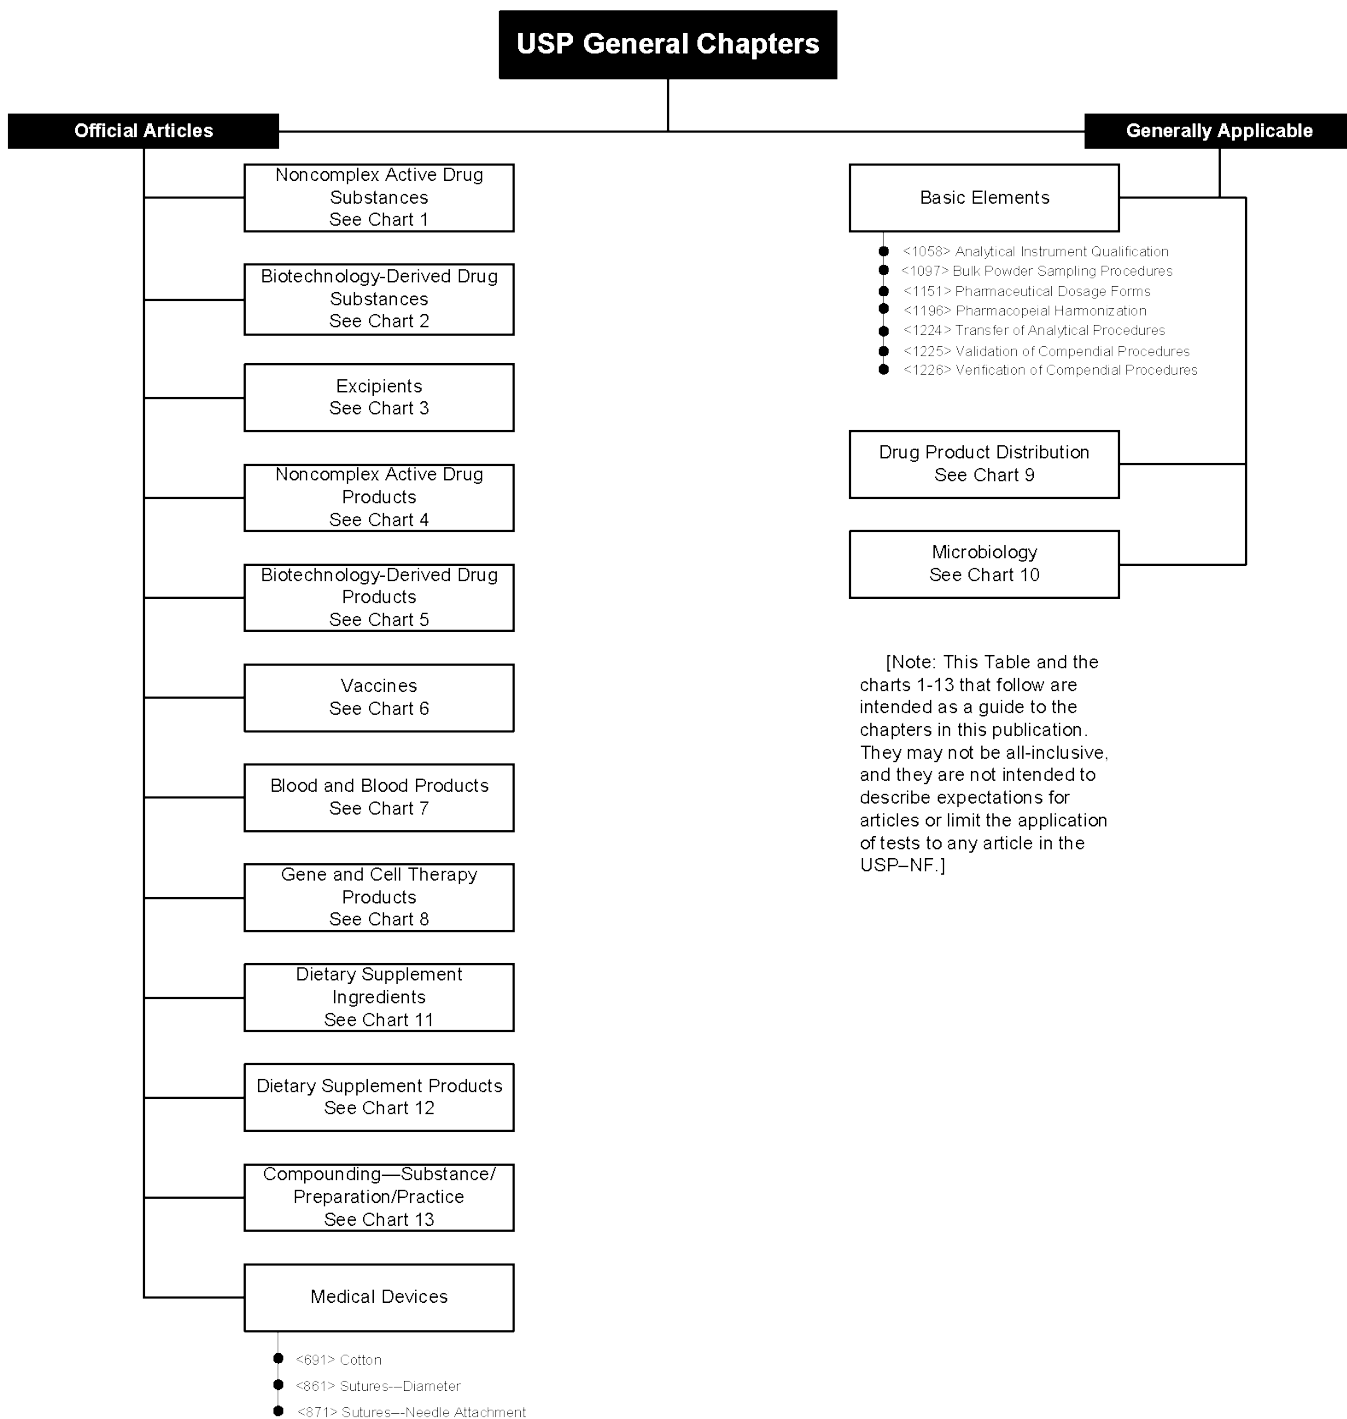 USP General Chapters
Official Articles
Noncomplex Active Drug
Substances
See Chart 1
Biotechnology-Derived Drug
Substances
See Chart 2
Excipients
See Chart 3
Noncomplex Active Drug
Products
See Chart 4
Biotechnology-Derived Drug
Products
See Chart 5
Vaccines
See Chart 6
Blood and Blood Products
See Chart 7
Gene and Cell Therapy
Products
See Chart 8
Dietary Supplement
Ingredients
See Chart 11
Dietary Supplement Products
See Chart 12
Compounding—Substance/
Preparation/Practice
See Chart 13
Medical Devices
<691> Cotton
<861> Sutures—Diameter
<871> Sutures—Needle Attachment
Generally Applicable
Basic Elements
<1058> Analytical Instrument Qualification
<1097> Bulk Powder Sampling Procedures
<1151> Pharmaceutical Dosage Forms
<1196> Pharmacopeial Harmonization
<1224> Transfer of Analytical Procedures
<1225> Validation of Compendial Procedures
<1226> Verification of Compendial Procedures
Drug Product Distribution
See Chart 9
Microbiology
See Chart 10
[Note: This Table and the
charts 1-13 that follow are
intended as a guide to the
chapters in this publication.
They may not be all-inclusive,
and they are not intended to
describe expectations for
articles or limit the application
of tests to any article in the
USP–NF.]